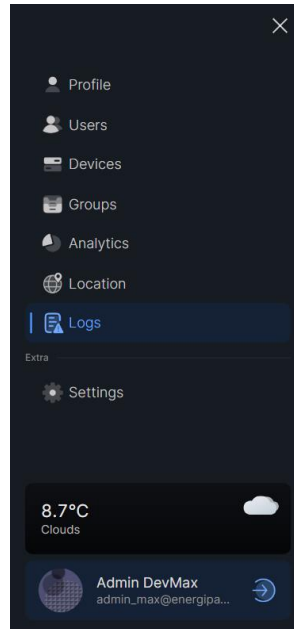 Profile
Users
Devices
Groups
Analytics
Location
Logs
Extra
Settings
8.7°C
Clouds
Admin DevMax
admin_max@energipa...